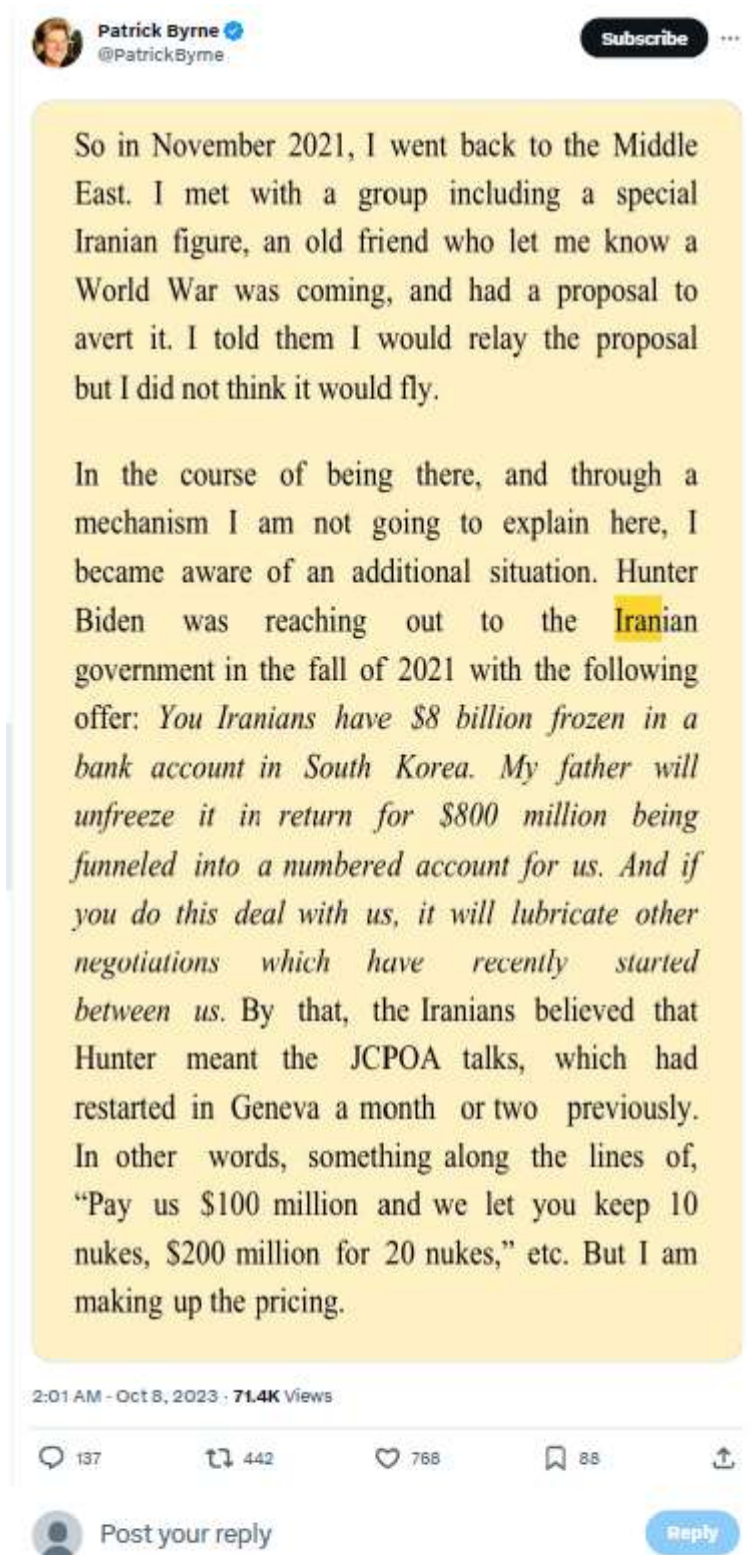 Patrick Byrne
@PatrickByrne
Subscribe
So in November 2021, I went back to the Middle
East. I met with a group including a special
Iranian figure, an old friend who let me know a
World War was coming, and had a proposal to
avert it. I told them I would relay the proposal
but I did not think it would fly.
In the course of being there, and through a
mechanism I am not going to explain here, I
became aware of an additional situation. Hunter
Biden was reaching out to the Iranian
government in the fall of 2021 with the following
offer: You Iranians have $8 billion frozen in a
bank account in South Korea. My father will
unfreeze it in return for $800 million being
funneled into a numbered account for us. And if
you do this deal with us, it will lubricate other
negotiations which have recently started
between us. By that, the Iranians believed that
Hunter meant the JCPOA talks, which had
restarted in Geneva a month or two previously.
In other words, something along the lines of,
“Pay us $100 million and we let you keep 10
nukes, $200 million for 20 nukes,” etc. But I am
making up the pricing.
2:01 AM · Oct 8, 2023 · 71.4K Views
137 442 768 88
Post your reply
Reply